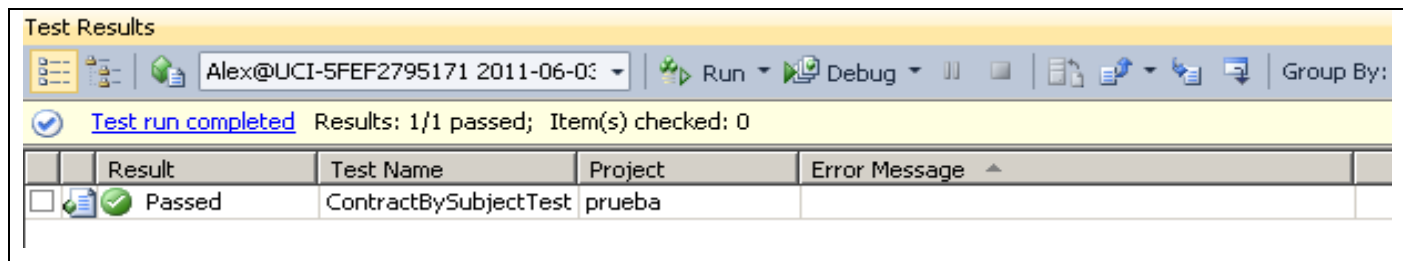 Test Results
Alex@UCI-5FEF2795171 2011-06-03 Run Debug Group By:
Test run completed Results: 1/1 passed; Item(s) checked: 0
Result Test Name Project Error Message
Passed ContractBySubjectTest prueba